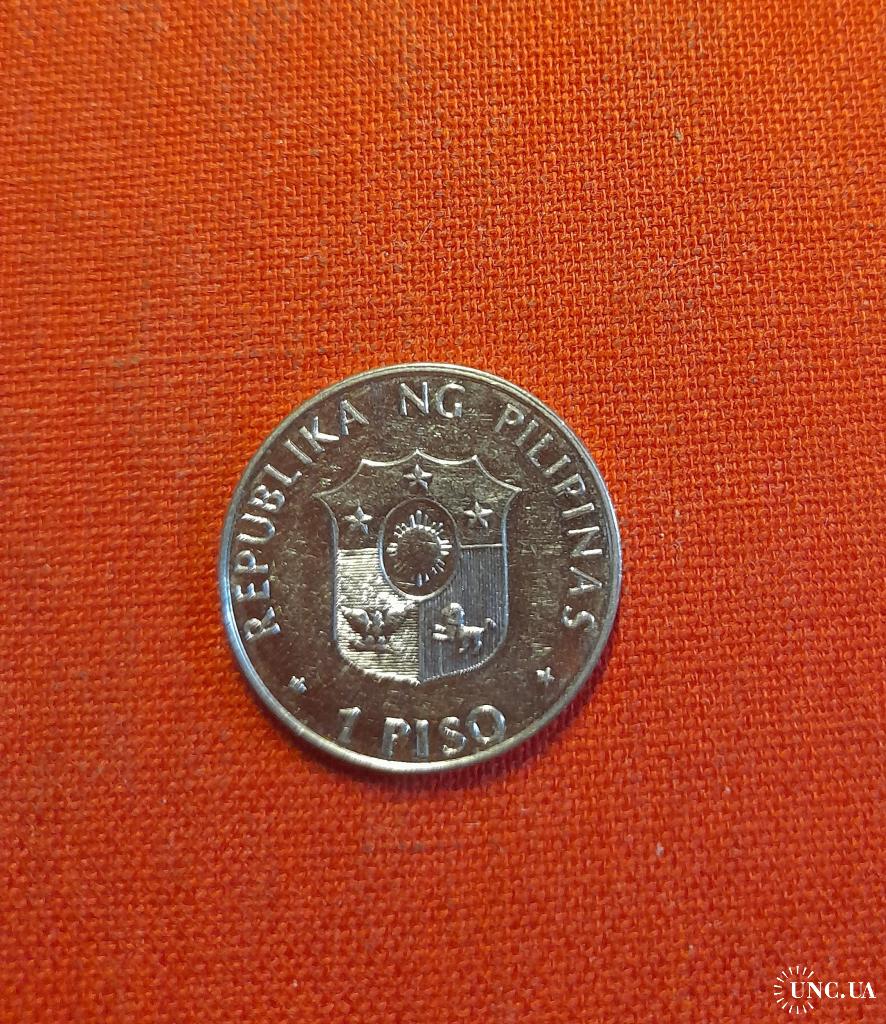 REPUBLIKA NG PILIPINAS
1 PISO
UNC.UA